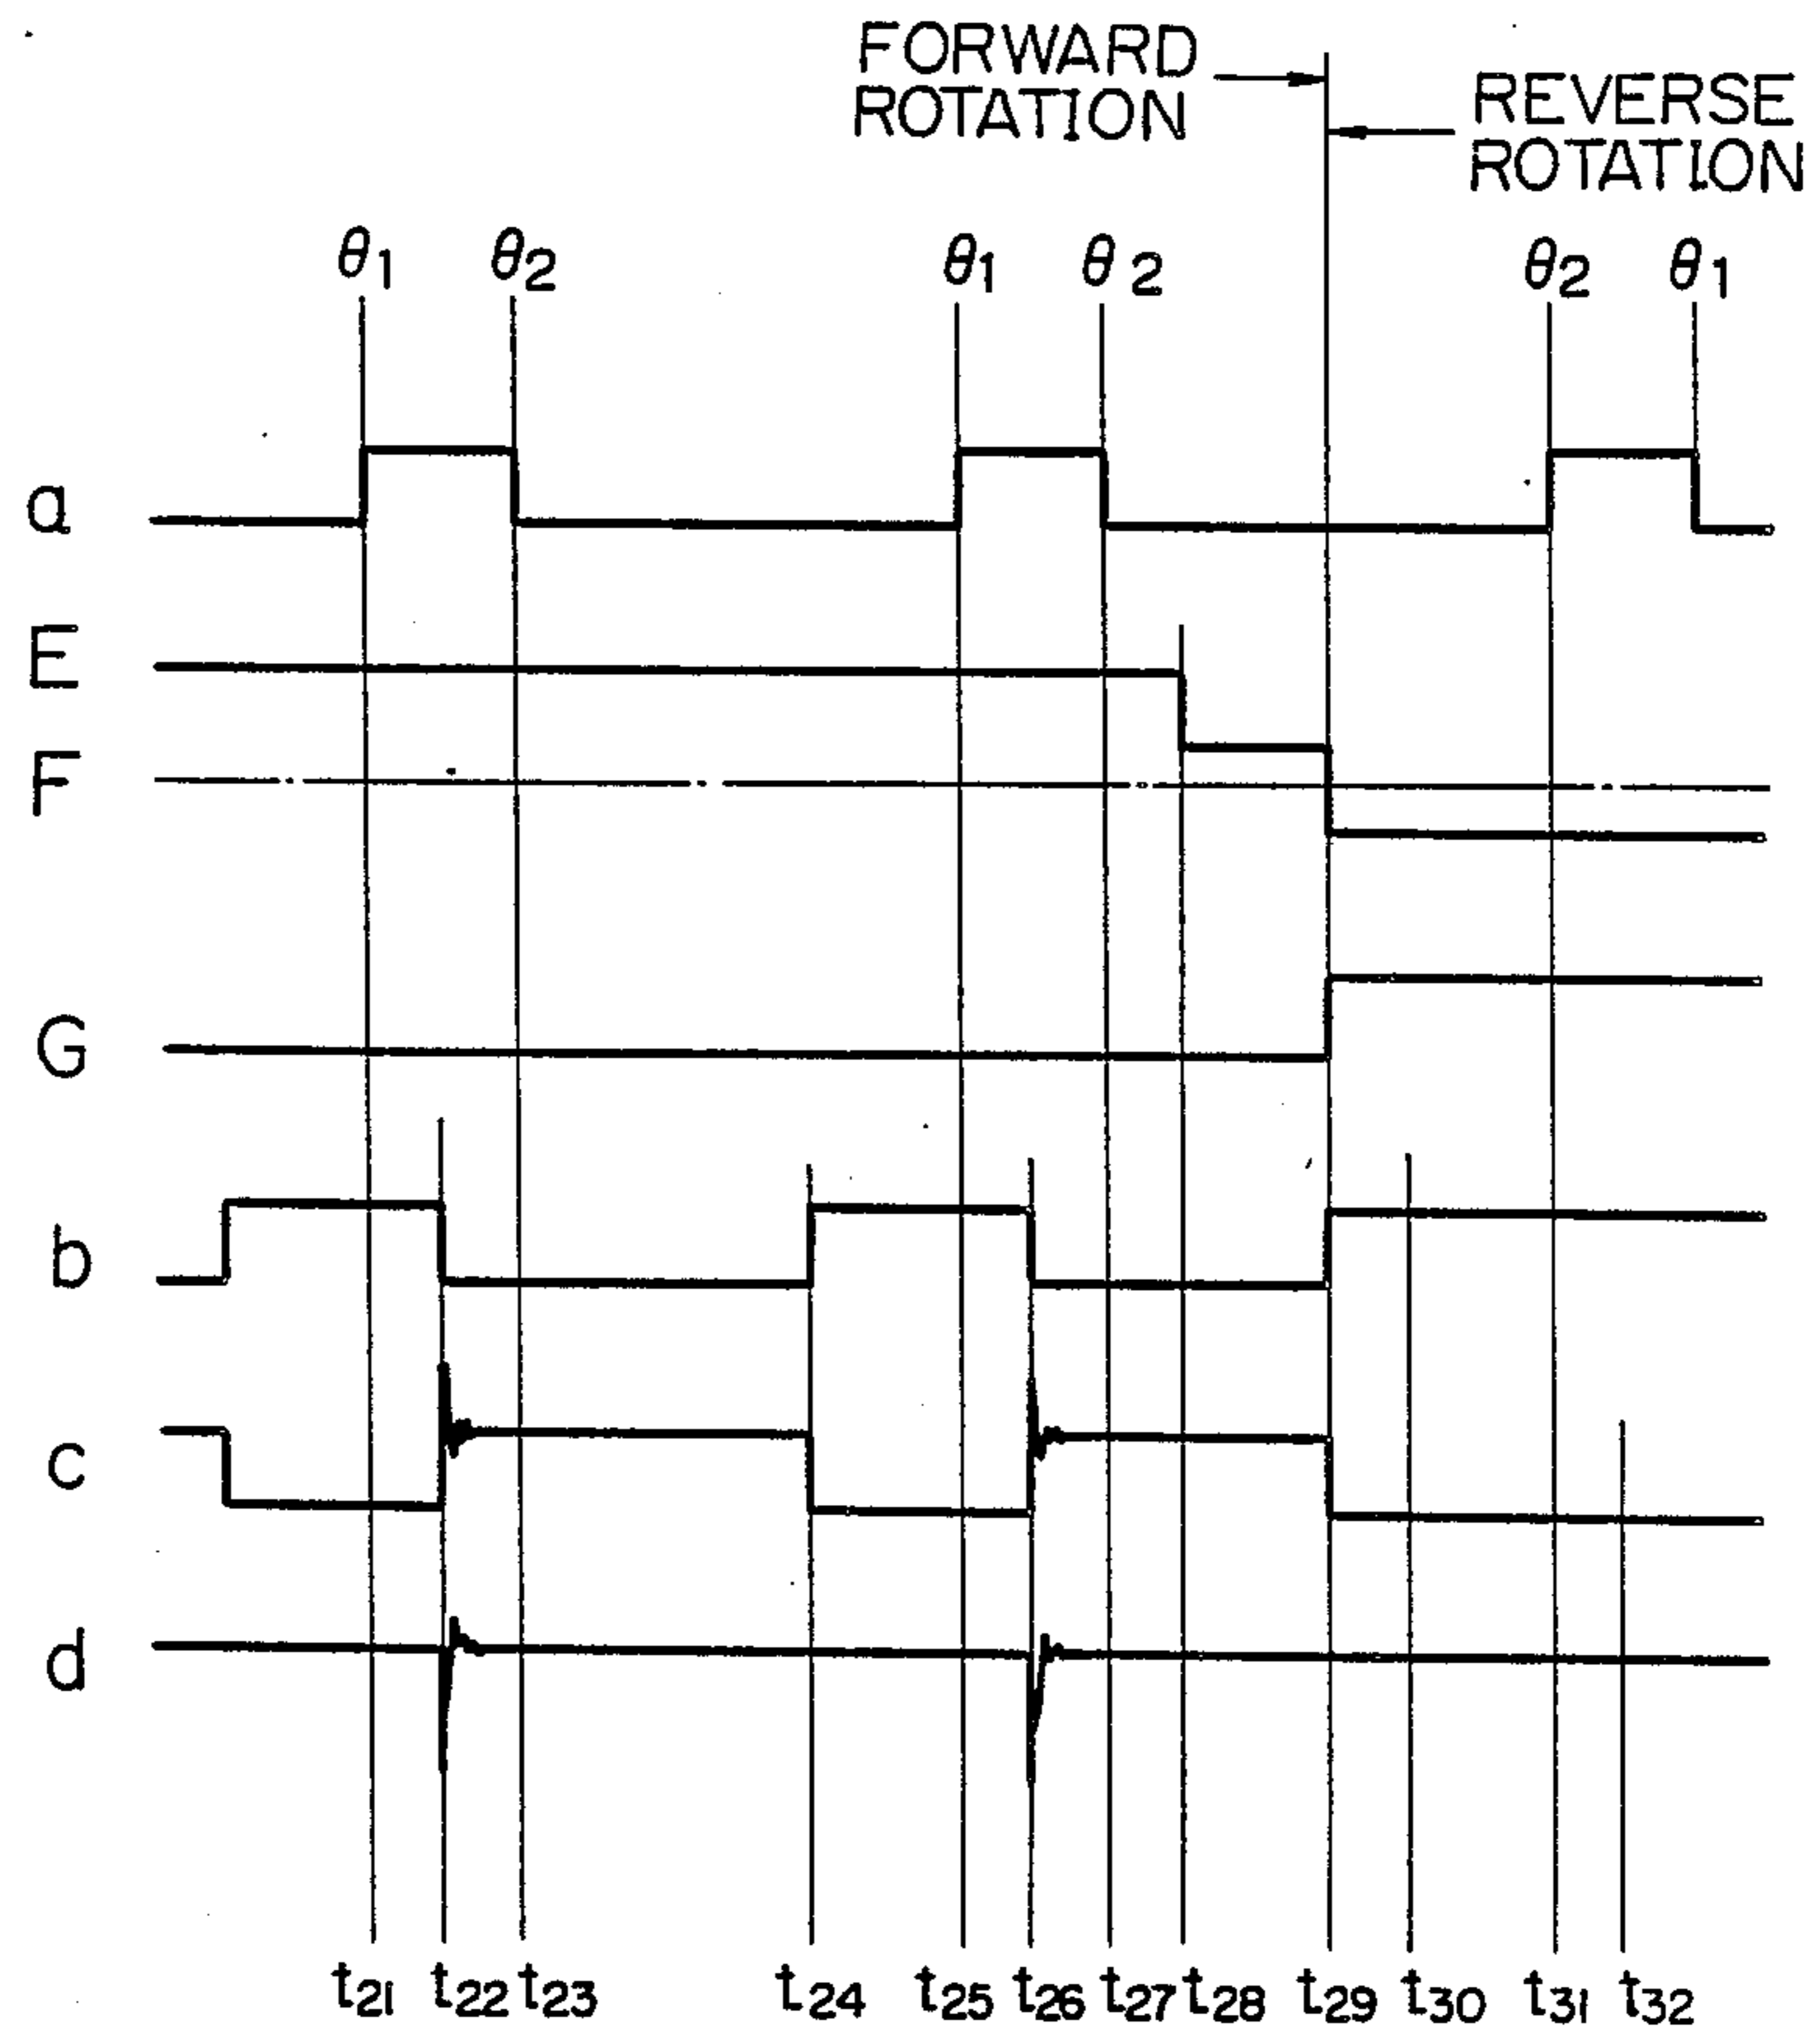 FORWARD
ROTATION
REVERSE
ROTATION
θ1 θ2 θ1 θ2 θ2 θ1
a
E
F
G
b
c
d
t21 t22 t23 t24 t25 t26 t27 t28 t29 t30 t31 t32